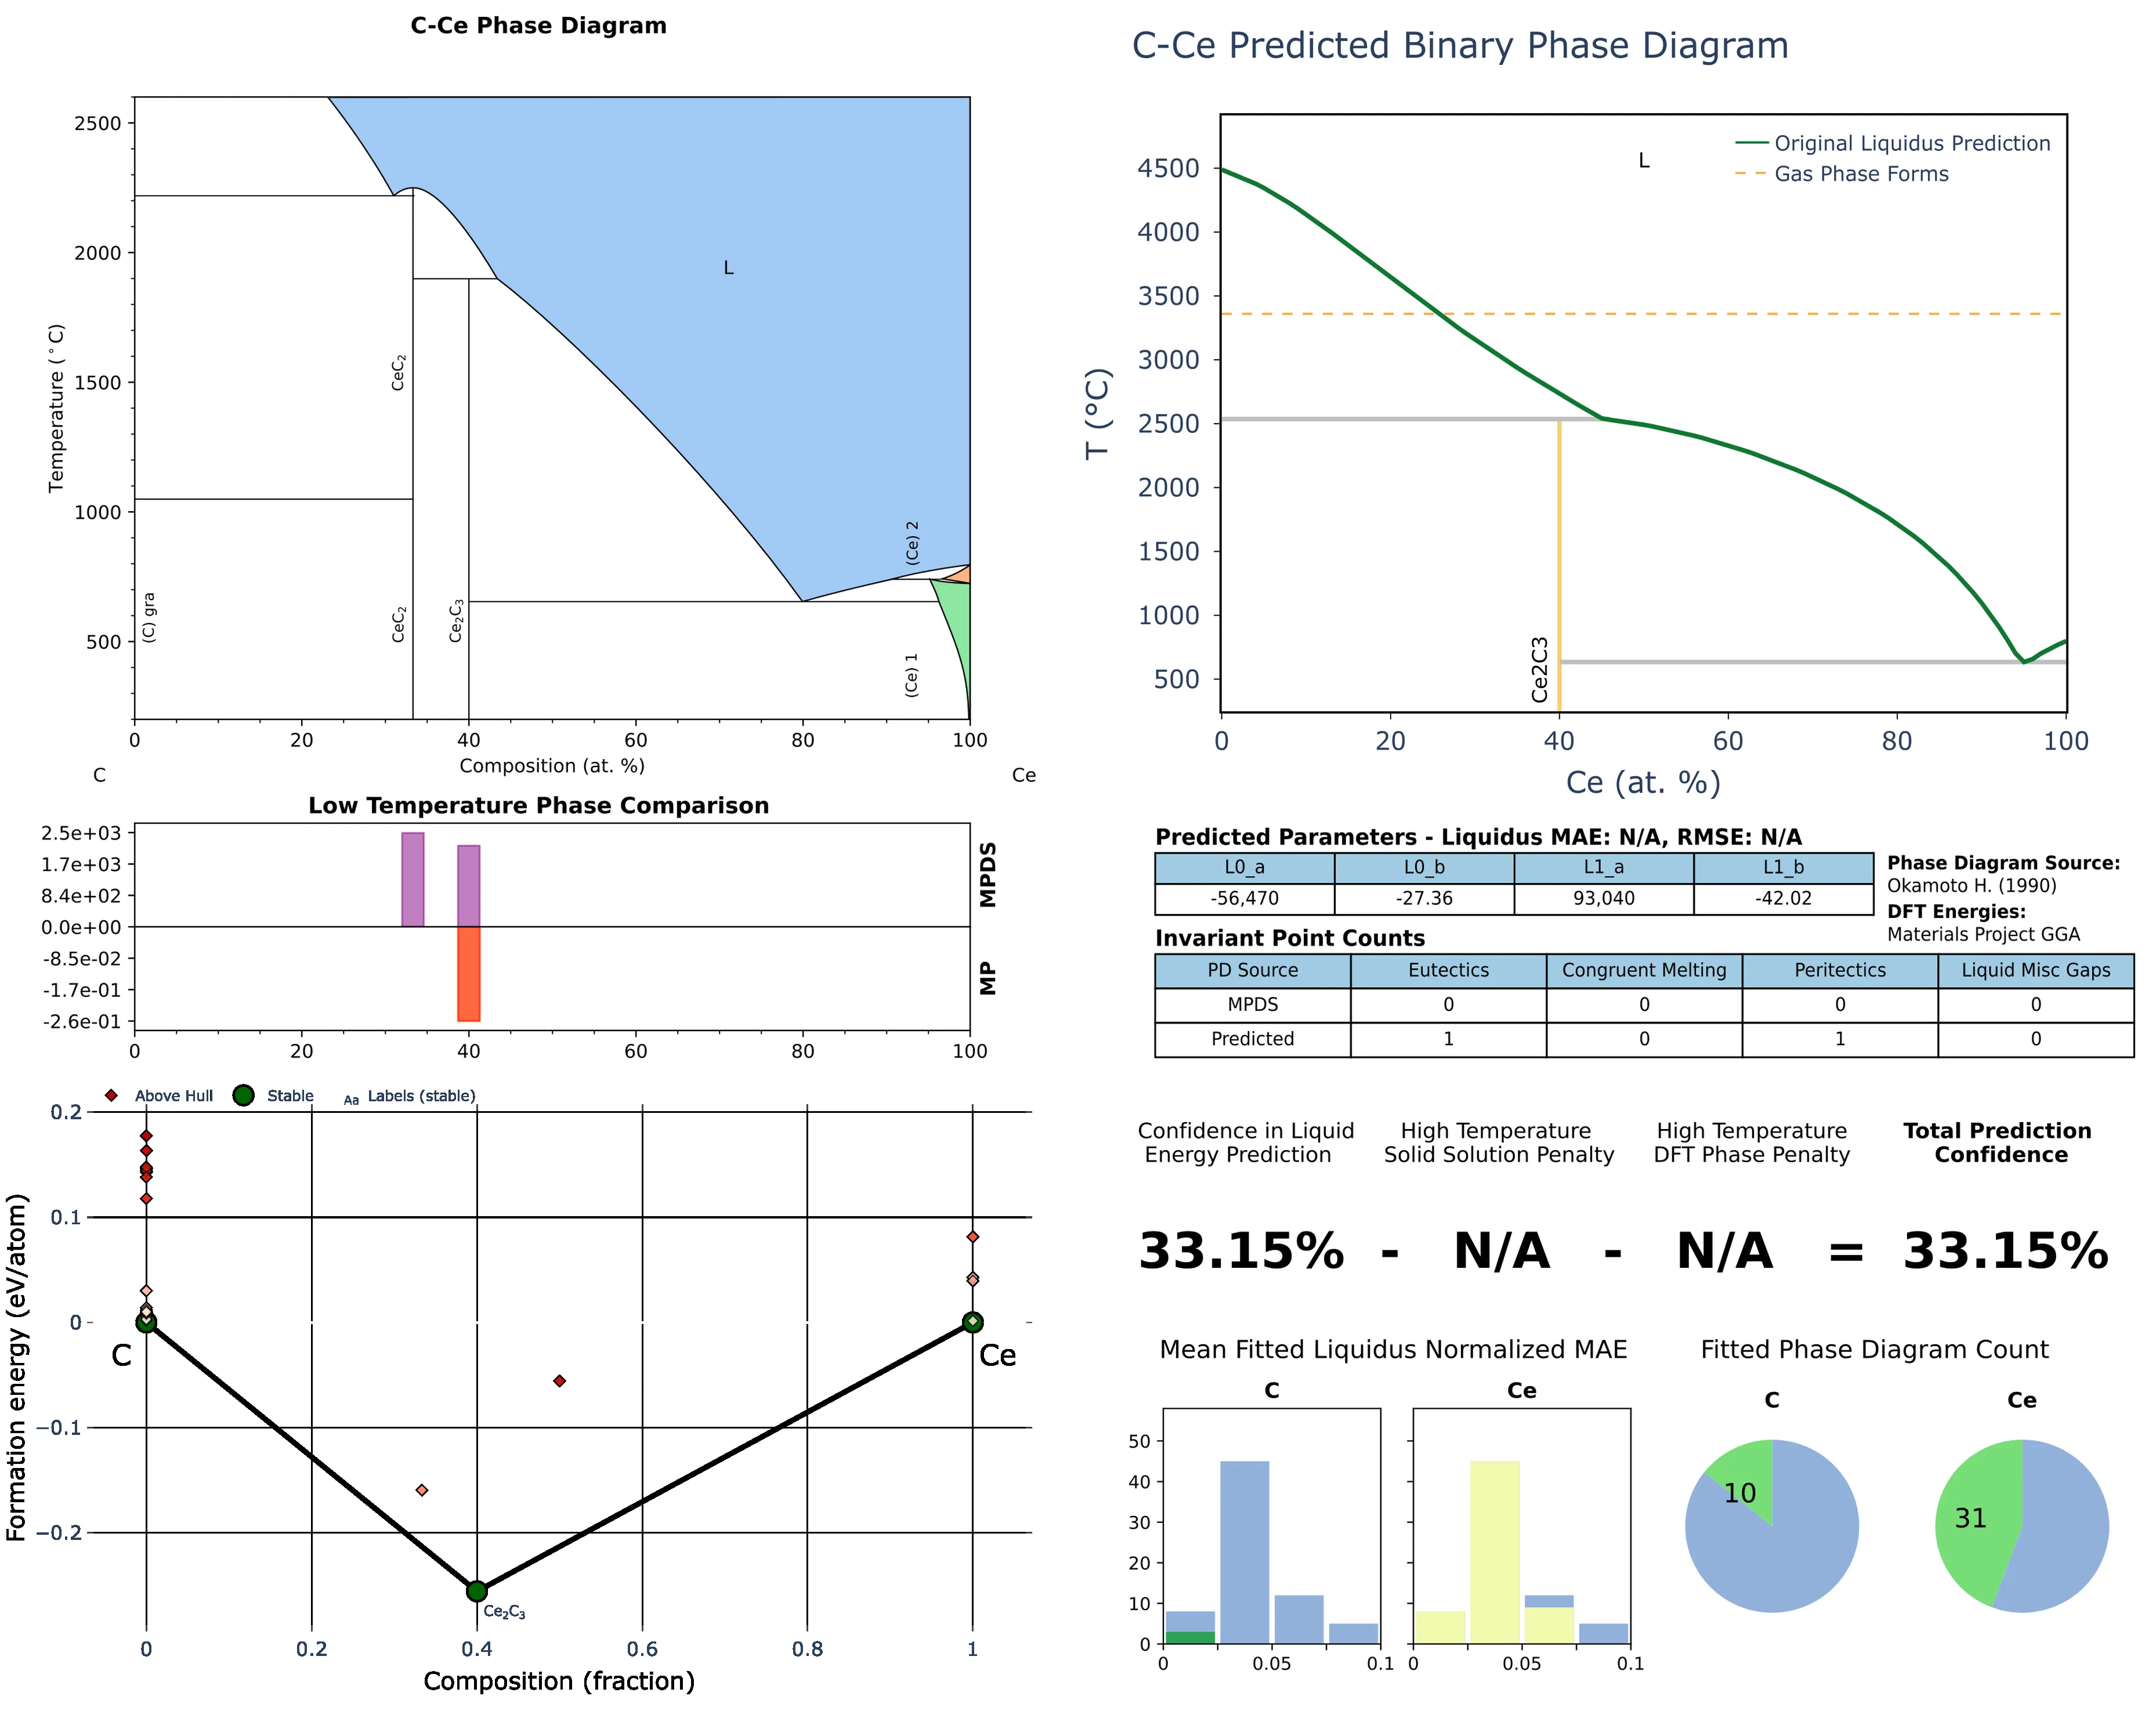 C-Ce Phase Diagram
2500
2000
1500
1000
500
Temperature (°C)
L
CeC2
CeC2
Ce2C3
(C) gra
(Ce) 2
(Ce) 1
0 20 40 60 80 100
Composition (at. %)
C Ce
Low Temperature Phase Comparison
2.5e+03
1.7e+03
8.4e+02
0.0e+00
-8.5e-02
-1.7e-01
-2.6e-01
MPDS
MP
0 20 40 60 80 100
Above Hull Stable Aa Labels (stable)
0.2
0.1
0
−0.1
−0.2
Formation energy (eV/atom)
C
Ce
Ce2C3
0 0.2 0.4 0.6 0.8 1
Composition (fraction)
C-Ce Predicted Binary Phase Diagram
L
Original Liquidus Prediction
Gas Phase Forms
4500
4000
3500
3000
2500
2000
1500
1000
500
T (°C)
Ce2C3
0 20 40 60 80 100
Ce (at. %)
Predicted Parameters - Liquidus MAE: N/A, RMSE: N/A
L0_a L0_b L1_a L1_b
-56,470 -27.36 93,040 -42.02
Phase Diagram Source:
Okamoto H. (1990)
DFT Energies:
Materials Project GGA
Invariant Point Counts
PD Source Eutectics Congruent Melting Peritectics Liquid Misc Gaps
MPDS 0 0 0 0
Predicted 1 0 1 0
Confidence in Liquid
Energy Prediction
High Temperature
Solid Solution Penalty
High Temperature
DFT Phase Penalty
Total Prediction
Confidence
33.15% - N/A - N/A = 33.15%
Mean Fitted Liquidus Normalized MAE
C Ce
50
40
30
20
10
0
0 0.05 0.1
0 0.05 0.1
Fitted Phase Diagram Count
C Ce
10
31